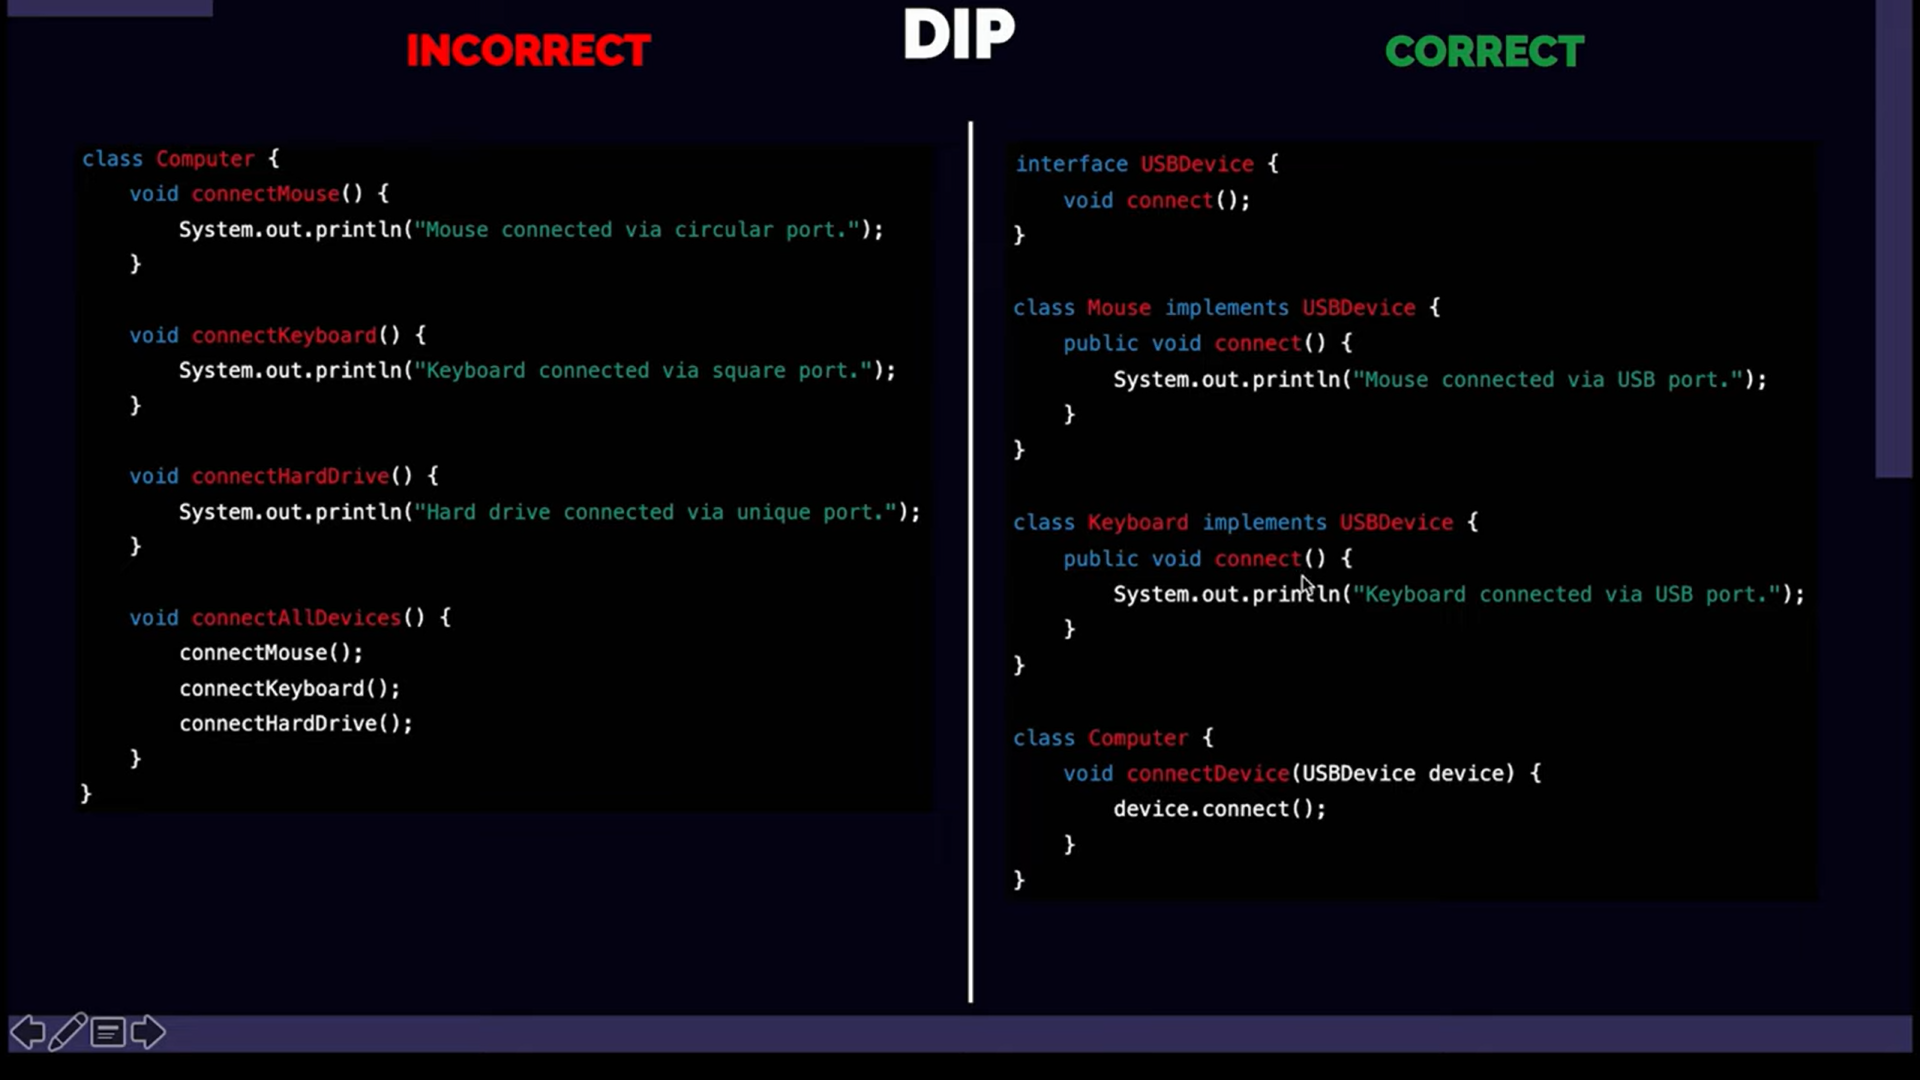 DIP
INCORRECT
class Computer {
    void connectMouse() {
        System.out.println("Mouse connected via circular port.");
    }

    void connectKeyboard() {
        System.out.println("Keyboard connected via square port.");
    }

    void connectHardDrive() {
        System.out.println("Hard drive connected via unique port.");
    }

    void connectAllDevices() {
        connectMouse();
        connectKeyboard();
        connectHardDrive();
    }
}
CORRECT
interface USBDevice {
    void connect();
}

class Mouse implements USBDevice {
    public void connect() {
        System.out.println("Mouse connected via USB port.");
    }
}

class Keyboard implements USBDevice {
    public void connect() {
        System.out.println("Keyboard connected via USB port.");
    }
}

class Computer {
    void connectDevice(USBDevice device) {
        device.connect();
    }
}